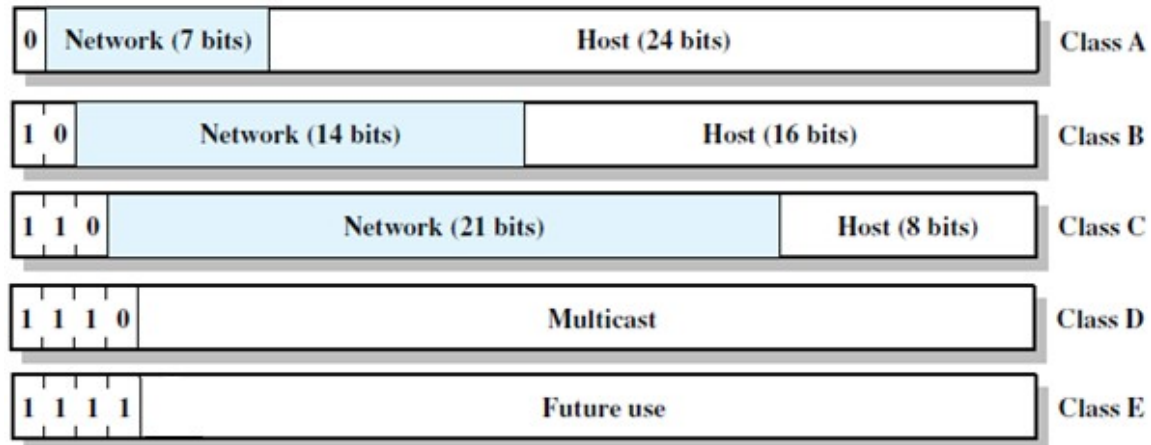 0 Network (7 bits) Host (24 bits) Class A
1 0 Network (14 bits) Host (16 bits) Class B
1 1 0 Network (21 bits) Host (8 bits) Class C
1 1 1 0 Multicast Class D
1 1 1 1 Future use Class E